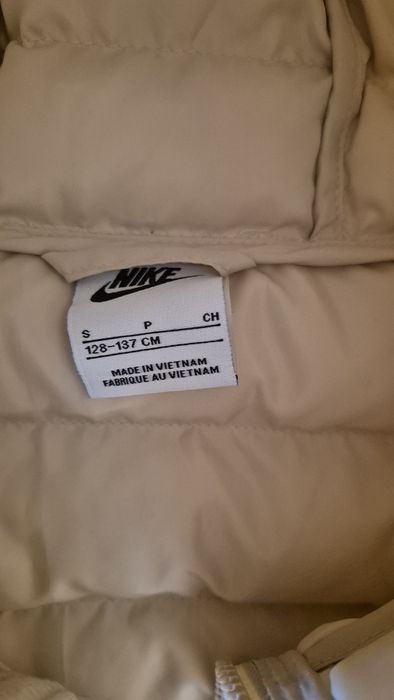 NIKE
S P CH
128-137 CM
MADE IN VIETNAM
FABRIQUE AU VIETNAM